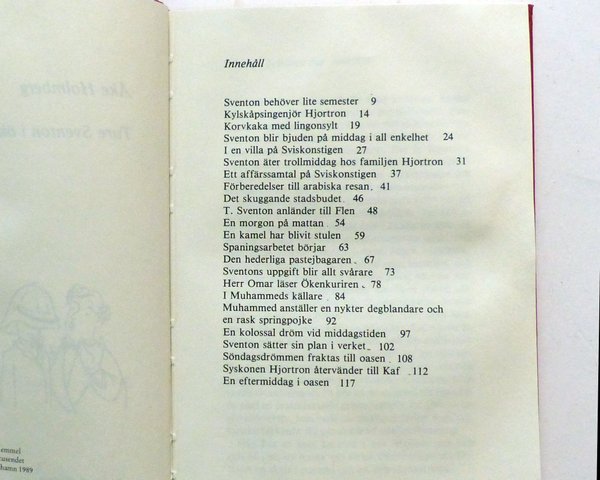 Innehåll
Sventon behöver lite semester 9
Kylskåpsingenjör Hjortron 14
Korvkaka med lingonsylt 19
Sventon blir bjuden på middag i all enkelhet 24
I en villa på Sviskonstigen 27
Sventon äter trollmiddag hos familjen Hjortron 31
Ett affärssamtal på Sviskonstigen 37
Förberedelser till arabiska resan 41
Det skuggande stadsbudet 46
T. Sventon anländer till Flen 48
En morgon på mattan 54
En kamel har blivit stulen 59
Spaningsarbetet börjar 63
Den hederliga pastejbagaren 67
Sventons uppgift blir allt svårare 73
Herr Omar läser Ökenkuriren 78
I Muhammeds källare 84
Muhammed anställer en nykter degblandare och
en rask springpojke 92
En kolossal dröm vid middagstiden 97
Sventon sätter sin plan i verket 102
Söndagsdrömmen fraktas till oasen 108
Syskonen Hjortron återvänder till Kaf 112
En eftermiddag i oasen 117
Åke Holmberg
Ture Sventon i
1989